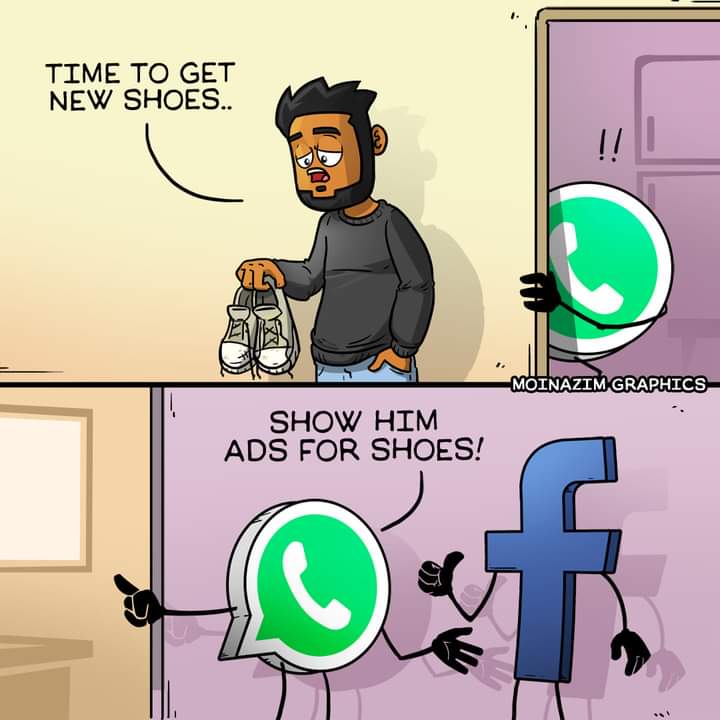 TIME TO GET
NEW SHOES..
!!
MOINAZIM GRAPHICS
SHOW HIM
ADS FOR SHOES!